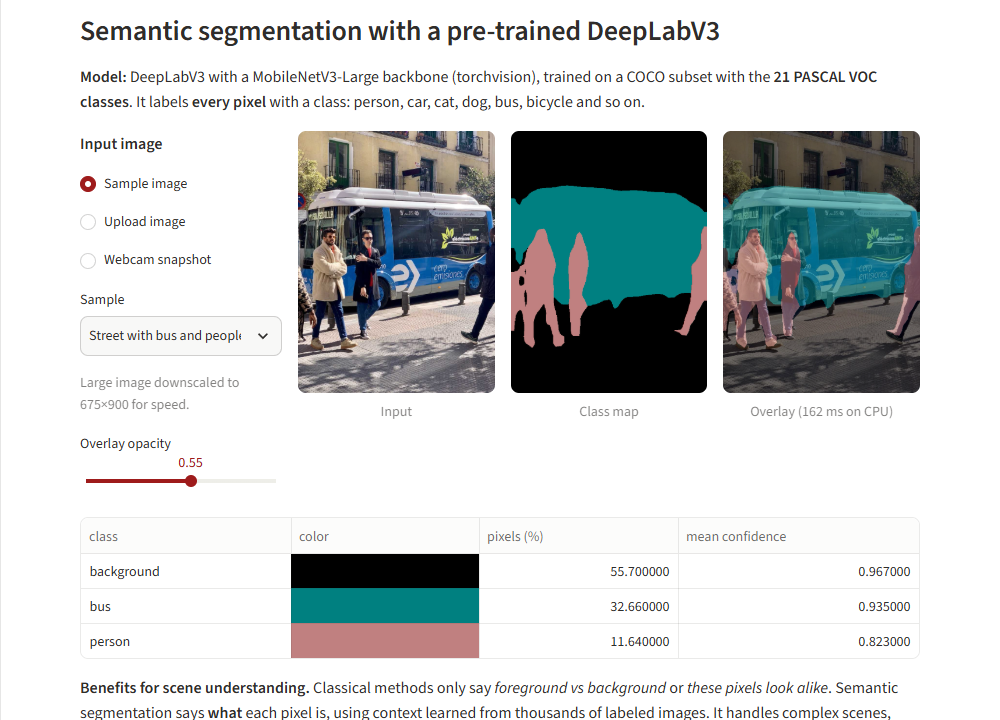 Semantic segmentation with a pre-trained DeepLabV3
Model: DeepLabV3 with a MobileNetV3-Large backbone (torchvision), trained on a COCO subset with the 21 PASCAL VOC
classes. It labels every pixel with a class: person, car, cat, dog, bus, bicycle and so on.
Input image
Sample image
Upload image
Webcam snapshot
Sample
Street with bus and people
Large image downscaled to
675×900 for speed.
Overlay opacity
0.55
Input
Class map
Overlay (162 ms on CPU)
class color pixels (%) mean confidence
background 55.700000 0.967000
bus 32.660000 0.935000
person 11.640000 0.823000
Benefits for scene understanding. Classical methods only say foreground vs background or these pixels look alike. Semantic
segmentation says what each pixel is, using context learned from thousands of labeled images. It handles complex scenes,